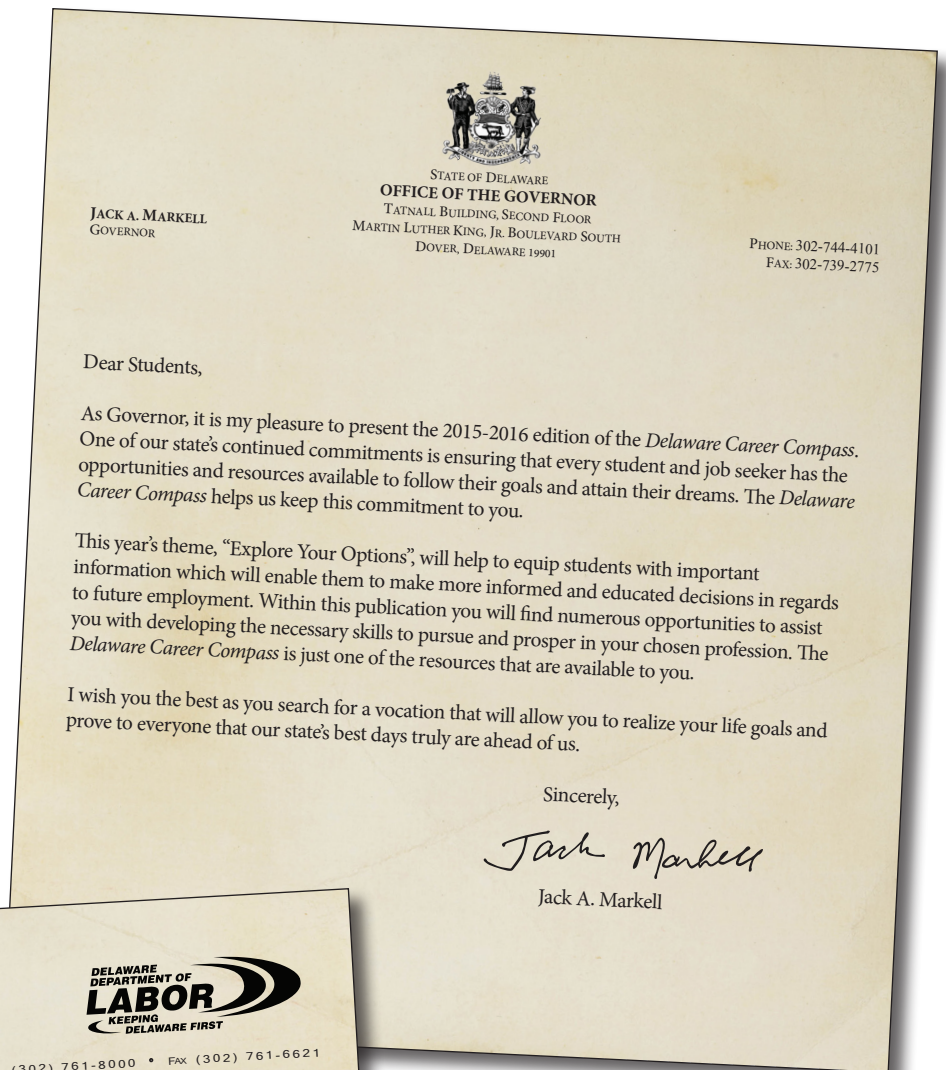 STATE OF DELAWARE
OFFICE OF THE GOVERNOR
TATNALL BUILDING, SECOND FLOOR
MARTIN LUTHER KING, JR. BOULEVARD SOUTH
DOVER, DELAWARE 19901
JACK A. MARKELL
GOVERNOR
PHONE: 302-744-4101
FAX: 302-739-2775
Dear Students,
As Governor, it is my pleasure to present the 2015-2016 edition of the Delaware Career Compass.
One of our state's continued commitments is ensuring that every student and job seeker has the
opportunities and resources available to follow their goals and attain their dreams. The Delaware
Career Compass helps us keep this commitment to you.
This year's theme, “Explore Your Options”, will help to equip students with important
information which will enable them to make more informed and educated decisions in regards
to future employment. Within this publication you will find numerous opportunities to assist
you with developing the necessary skills to pursue and prosper in your chosen profession. The
Delaware Career Compass is just one of the resources that are available to you.
I wish you the best as you search for a vocation that will allow you to realize your life goals and
prove to everyone that our state's best days truly are ahead of us.
Sincerely,
Jack Markell
Jack A. Markell
DELAWARE
DEPARTMENT OF
LABOR
KEEPING
DELAWARE FIRST
(302) 761-8000 • FAX (302) 761-6621